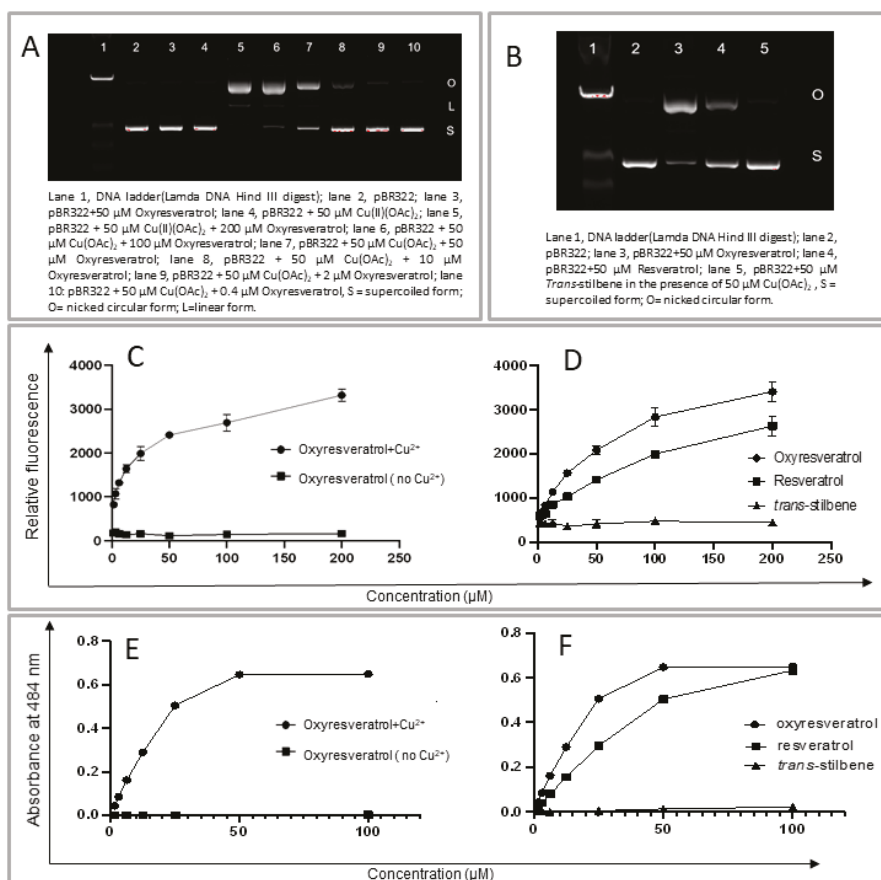 A
1 2 3 4 5 6 7 8 9 10
O
L
S
Lane 1, DNA ladder(Lamda DNA Hind III digest); lane 2, pBR322; lane 3,
pBR322+50 µM Oxyresveratrol; lane 4, pBR322 + 50 µM Cu(II)(OAc)₂; lane 5,
pBR322 + 50 µM Cu(II)(OAc)₂ + 200 µM Oxyresveratrol; lane 6, pBR322 + 50
µM Cu(OAc)₂ + 100 µM Oxyresveratrol; lane 7, pBR322 + 50 µM Cu(OAc)₂ + 50
µM Oxyresveratrol; lane 8, pBR322 + 50 µM Cu(OAc)₂ + 10 µM
Oxyresveratrol; lane 9, pBR322 + 50 µM Cu(OAc)₂ + 2 µM Oxyresveratrol; lane
10: pBR322 + 50 µM Cu(OAc)₂ + 0.4 µM Oxyresveratrol, S = supercoiled form;
O= nicked circular form; L=linear form.
B
1 2 3 4 5
O
S
Lane 1, DNA ladder(Lamda DNA Hind III digest); lane 2,
pBR322; lane 3, pBR322+50 µM Oxyresveratrol; lane 4,
pBR322+50 µM Resveratrol; lane 5, pBR322+50 µM
Trans-stilbene in the presence of 50 µM Cu(OAc)₂ , S =
supercoiled form; O= nicked circular form.
Relative fluorescence
C
4000
3000
2000
1000
0
0 50 100 150 200 250
Oxyresveratrol+Cu²⁺
Oxyresveratrol ( no Cu²⁺)
D
4000
3000
2000
1000
0
0 50 100 150 200 250
Oxyresveratrol
Resveratrol
trans-stilbene
Concentration (µM)
Absorbance at 484 nm
E
0.8
0.6
0.4
0.2
0.0
0 50 100
Oxyresveratrol+Cu²⁺
Oxyresveratrol ( no Cu²⁺)
F
0.8
0.6
0.4
0.2
0.0
0 50 100
oxyresveratrol
resveratrol
trans-stilbene
Concentration (µM)